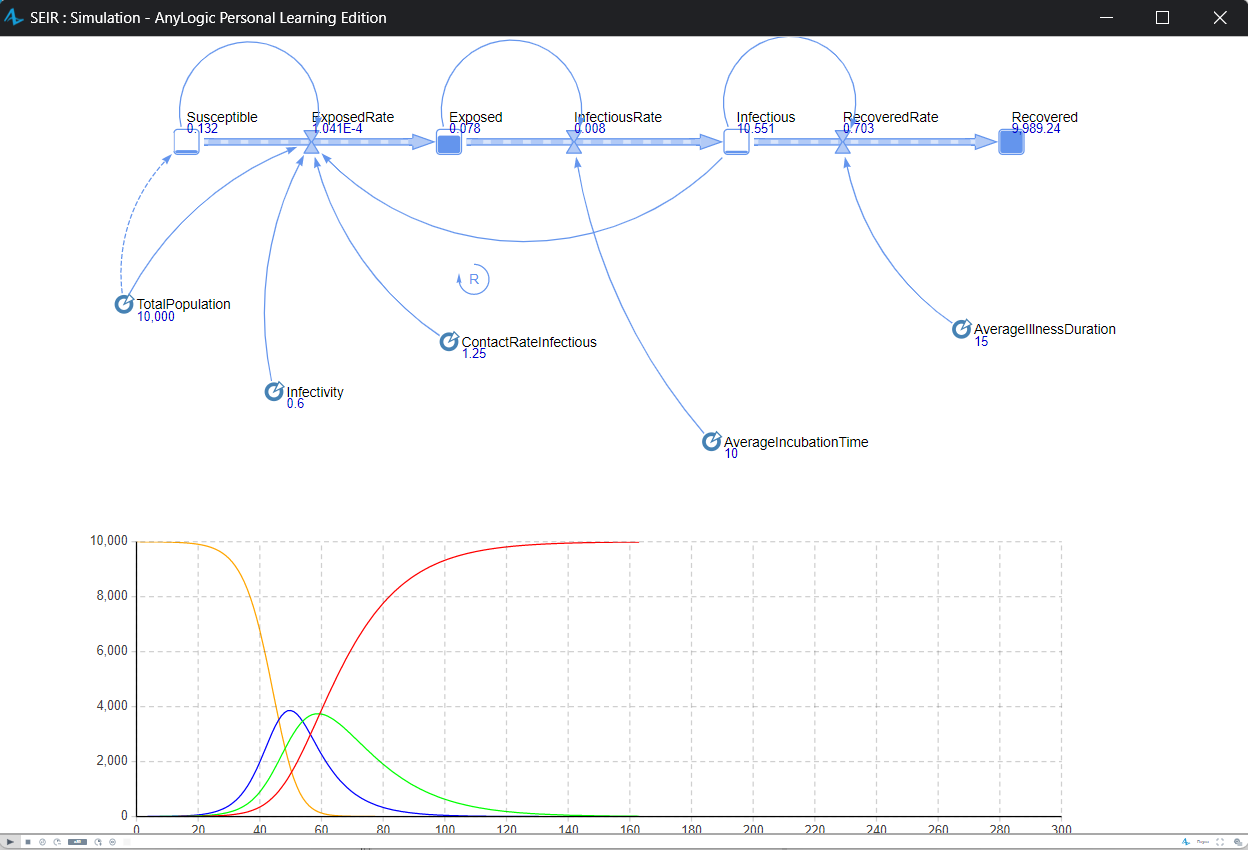 SEIR : Simulation - AnyLogic Personal Learning Edition
Susceptible
0.132
ExposedRate
1.041E-4
Exposed
0.078
InfectiousRate
0.008
Infectious
10.551
RecoveredRate
0.703
Recovered
9,989.24
R
TotalPopulation
10,000
ContactRateInfectious
1.25
AverageIllnessDuration
15
Infectivity
0.6
AverageIncubationTime
10
10,000
8,000
6,000
4,000
2,000
0
0 20 40 60 80 100 120 140 160 180 200 220 240 260 280 300